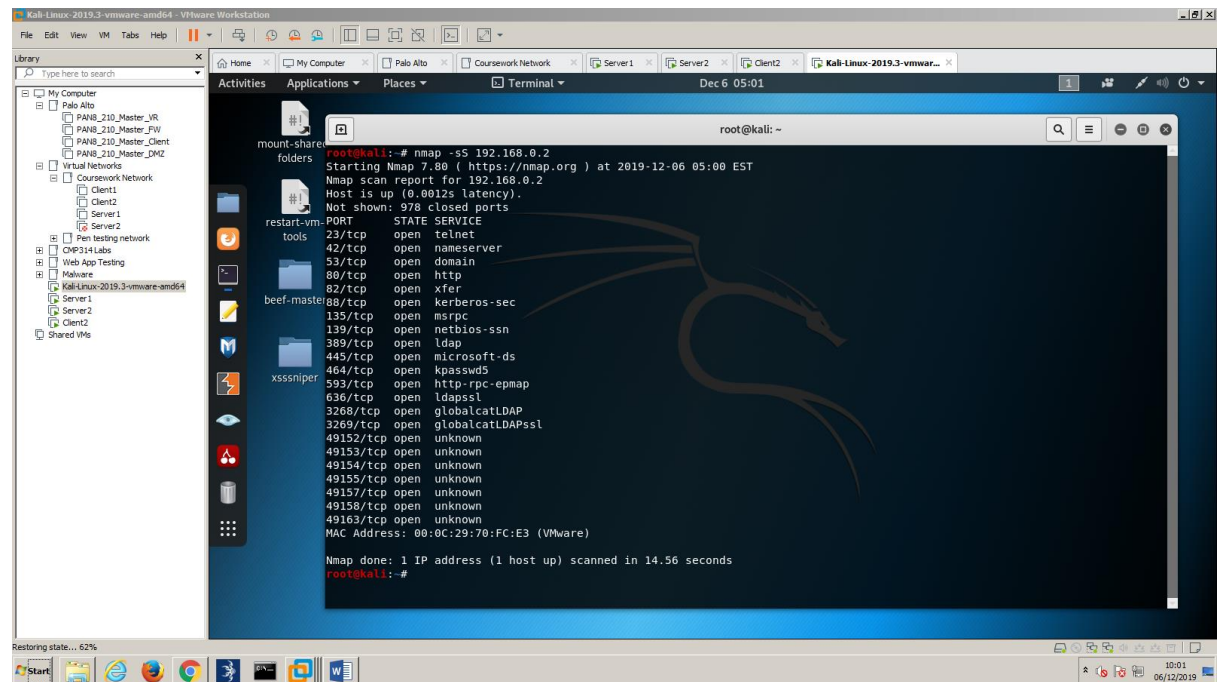 Kali-Linux-2019.3-vmware-amd64 - VMware Workstation
File Edit View VM Tabs Help
Library
Type here to search
My Computer
Palo Alto
PAN8_210_Master_VR
PAN8_210_Master_FW
PAN8_210_Master_Client
PAN8_210_Master_DMZ
Virtual Networks
Coursework Network
Client1
Client2
Server1
Server2
Pen testing network
CMP314 Labs
Web App Testing
Malware
Kali-Linux-2019.3-vmware-amd64
Server1
Server2
Client2
Shared VMs
Home My Computer Palo Alto Coursework Network Server1 Server2 Client2 Kali-Linux-2019.3-vmwar...
Activities Applications Places Terminal Dec 6 05:01 1
mount-shared-
folders
restart-vm-
tools
beef-master
xsssniper
root@kali: ~
root@kali:~# nmap -sS 192.168.0.2
Starting Nmap 7.80 ( https://nmap.org ) at 2019-12-06 05:00 EST
Nmap scan report for 192.168.0.2
Host is up (0.0012s latency).
Not shown: 978 closed ports
PORT STATE SERVICE
23/tcp open telnet
42/tcp open nameserver
53/tcp open domain
80/tcp open http
82/tcp open xfer
88/tcp open kerberos-sec
135/tcp open msrpc
139/tcp open netbios-ssn
389/tcp open ldap
445/tcp open microsoft-ds
464/tcp open kpasswd5
593/tcp open http-rpc-epmap
636/tcp open ldapssl
3268/tcp open globalcatLDAP
3269/tcp open globalcatLDAPssl
49152/tcp open unknown
49153/tcp open unknown
49154/tcp open unknown
49155/tcp open unknown
49157/tcp open unknown
49158/tcp open unknown
49163/tcp open unknown
MAC Address: 00:0C:29:70:FC:E3 (VMware)
Nmap done: 1 IP address (1 host up) scanned in 14.56 seconds
root@kali:~#
Restoring state... 62%
Start
10:01
06/12/2019